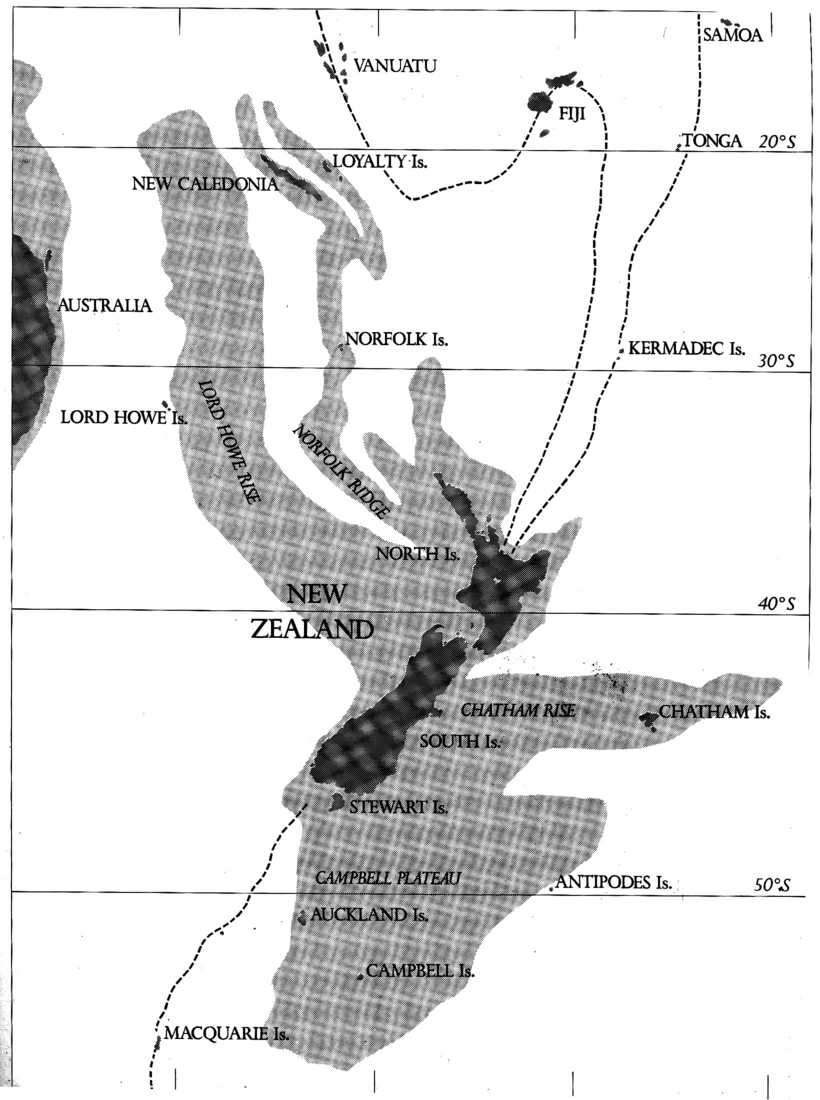 SAMOA
VANUATU
FIJI
TONGA
20°S
LOYALTY Is.
NEW CALEDONIA
AUSTRALIA
NORFOLK Is.
KERMADEC Is.
30°S
LORD HOWE Is.
LORD HOWE RISE
NORFOLK RIDGE
NORTH Is.
NEW
ZEALAND
40°S
CHATHAM RISE
CHATHAM Is.
SOUTH Is.
STEWART Is.
CAMPBELL PLATEAU
ANTIPODES Is.
50°S
AUCKLAND Is.
CAMPBELL Is.
MACQUARIE Is.